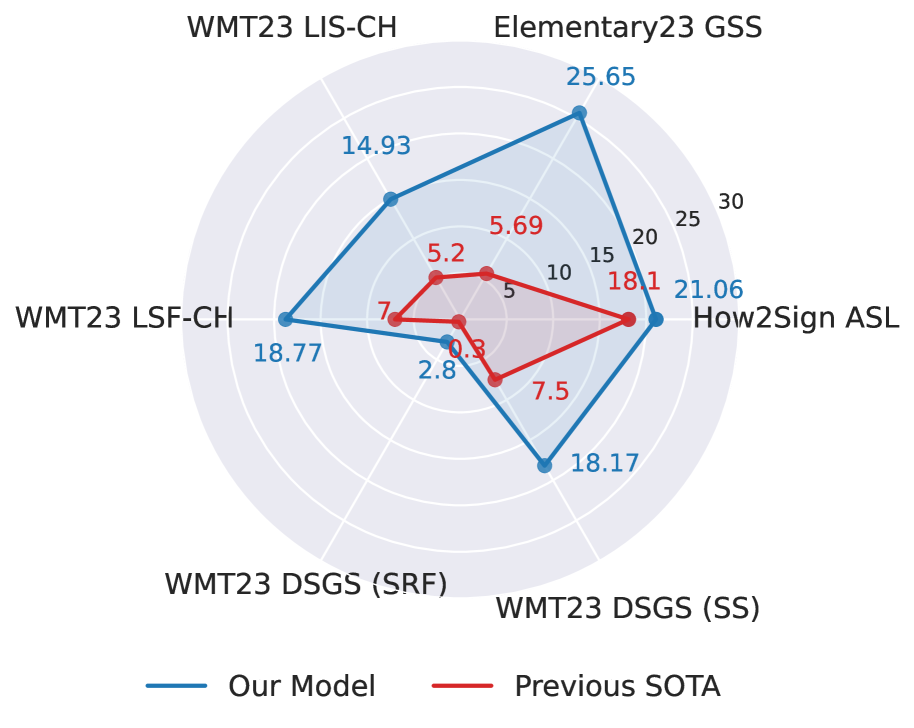 WMT23 LIS-CH
Elementary23 GSS
25.65
14.93
30
25
5.69
20
5.2
15
10
18.1
5
21.06
7
WMT23 LSF-CH
How2Sign ASL
18.77
0.3
2.8
7.5
18.17
WMT23 DSGS (SRF)
WMT23 DSGS (SS)
Our Model
Previous SOTA